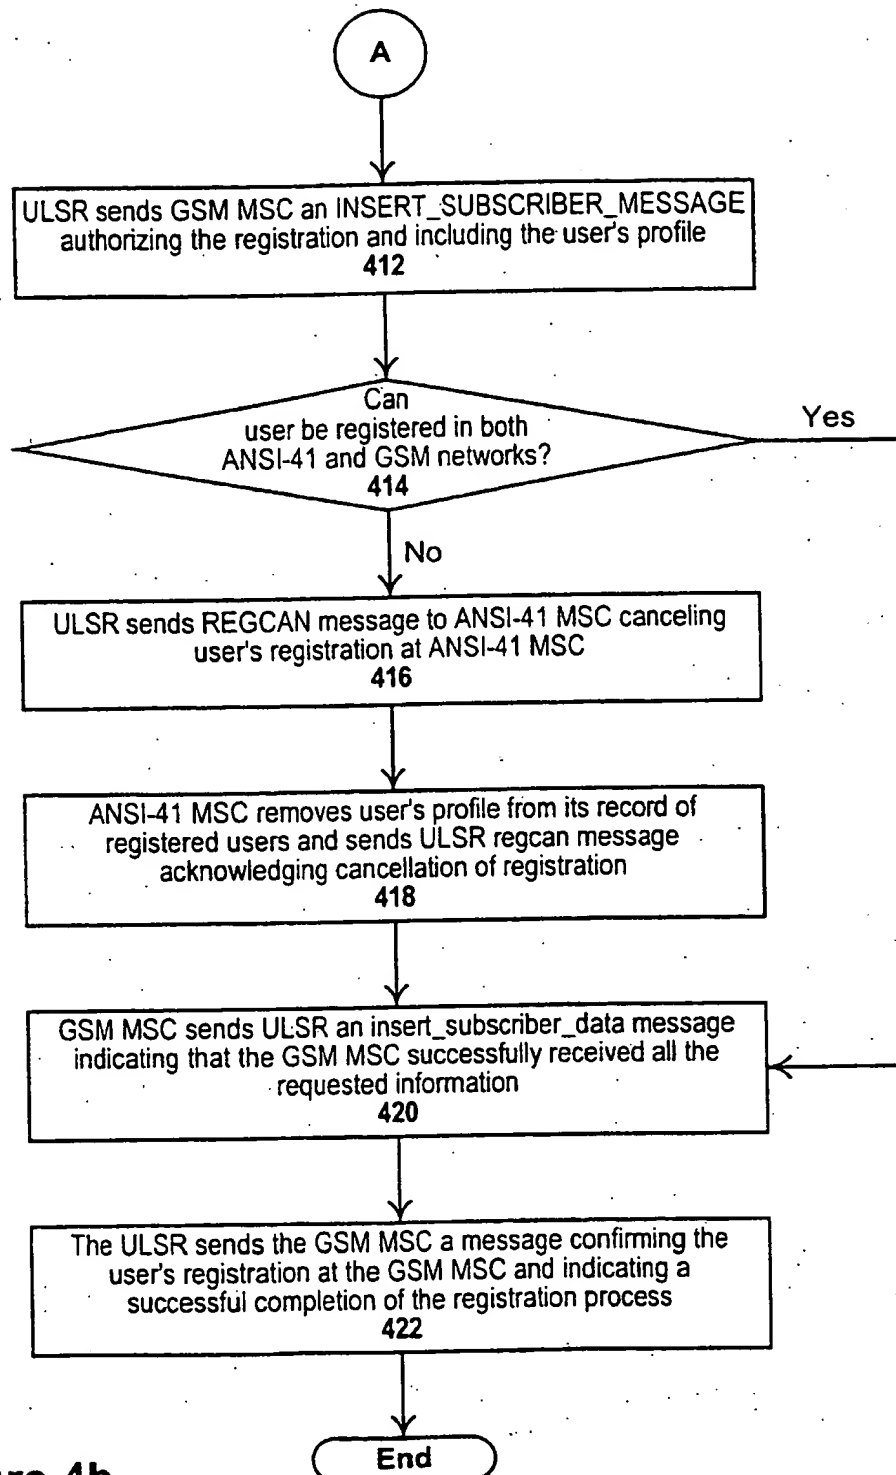 A
ULSR sends GSM MSC an INSERT_SUBSCRIBER_MESSAGE
authorizing the registration and including the user's profile
412
Can
user be registered in both
ANSI-41 and GSM networks?
414
Yes
No
ULSR sends REGCAN message to ANSI-41 MSC canceling
user's registration at ANSI-41 MSC
416
ANSI-41 MSC removes user's profile from its record of
registered users and sends ULSR regcan message
acknowledging cancellation of registration
418
GSM MSC sends ULSR an insert_subscriber_data message
indicating that the GSM MSC successfully received all the
requested information
420
The ULSR sends the GSM MSC a message confirming the
user's registration at the GSM MSC and indicating a
successful completion of the registration process
422
End
4b